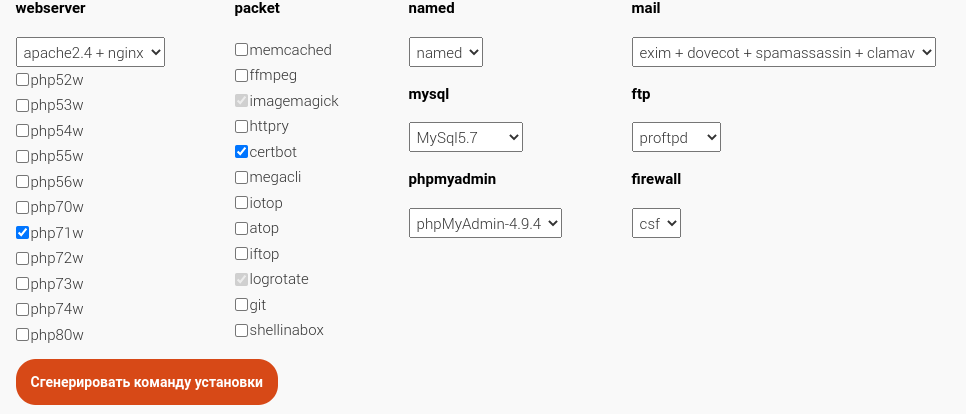 webserver
apache2.4 + nginx
php52w
php53w
php54w
php55w
php56w
php70w
php71w
php72w
php73w
php74w
php80w
packet
memcached
ffmpeg
imagemagick
httpry
certbot
megacli
iotop
atop
iftop
logrotate
git
shellinabox
named
named
mysql
MySql5.7
phpmyadmin
phpMyAdmin-4.9.4
mail
exim + dovecot + spamassassin + clamav
ftp
proftpd
firewall
csf
Сгенерировать команду установки